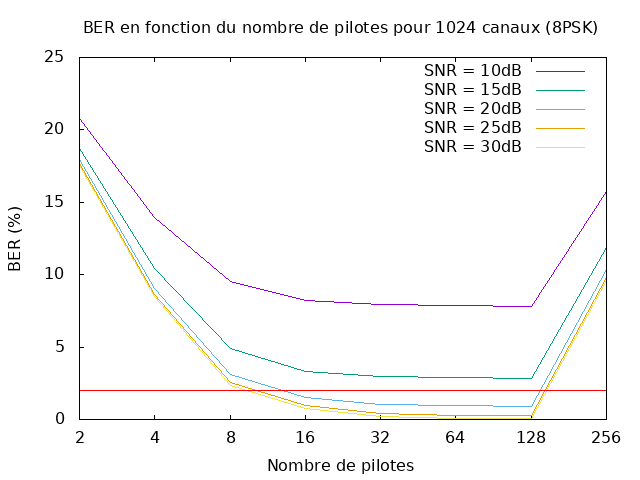 BER en fonction du nombre de pilotes pour 1024 canaux (8PSK)
25
20
15
10
5
0
BER (%)
SNR = 10dB
SNR = 15dB
SNR = 20dB
SNR = 25dB
SNR = 30dB
2 4 8 16 32 64 128 256
Nombre de pilotes